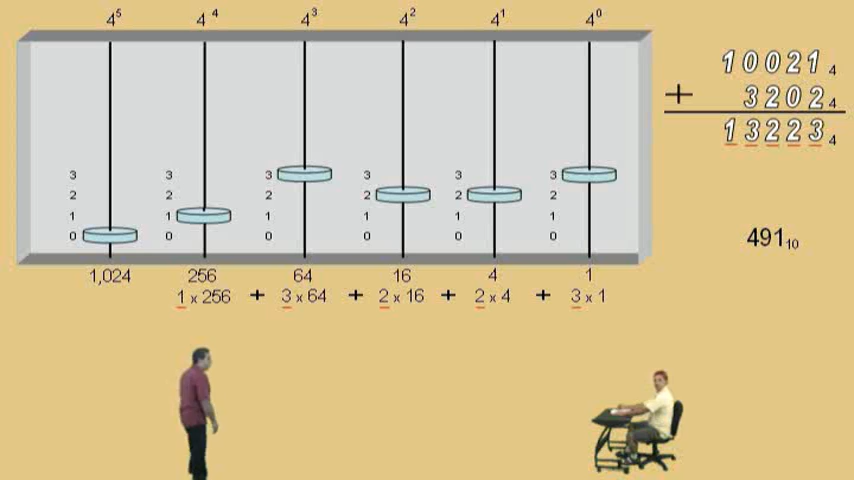 4⁵ 4⁴ 4³ 4² 4¹ 4⁰
10021₄
+ 3202₄
13223₄
3 3 3 3 3 3
2 2 2 2 2 2
1 1 1 1 1 1
0 0 0 0 0 0
491₁₀
1,024 256 64 16 4 1
1 x 256 + 3 x 64 + 2 x 16 + 2 x 4 + 3 x 1